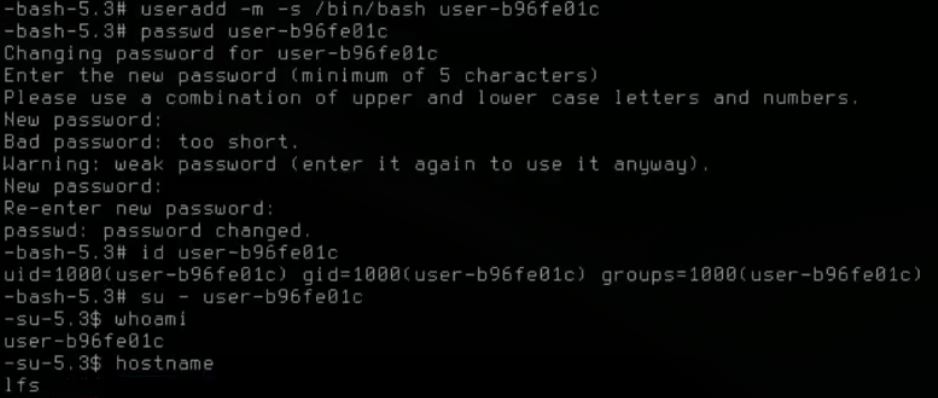 -bash-5.3# useradd -m -s /bin/bash user-b96fe01c
-bash-5.3# passwd user-b96fe01c
Changing password for user-b96fe01c
Enter the new password (minimum of 5 characters)
Please use a combination of upper and lower case letters and numbers.
New password:
Bad password: too short.
Warning: weak password (enter it again to use it anyway).
New password:
Re-enter new password:
passwd: password changed.
-bash-5.3# id user-b96fe01c
uid=1000(user-b96fe01c) gid=1000(user-b96fe01c) groups=1000(user-b96fe01c)
-bash-5.3# su - user-b96fe01c
-su-5.3$ whoami
user-b96fe01c
-su-5.3$ hostname
lfs